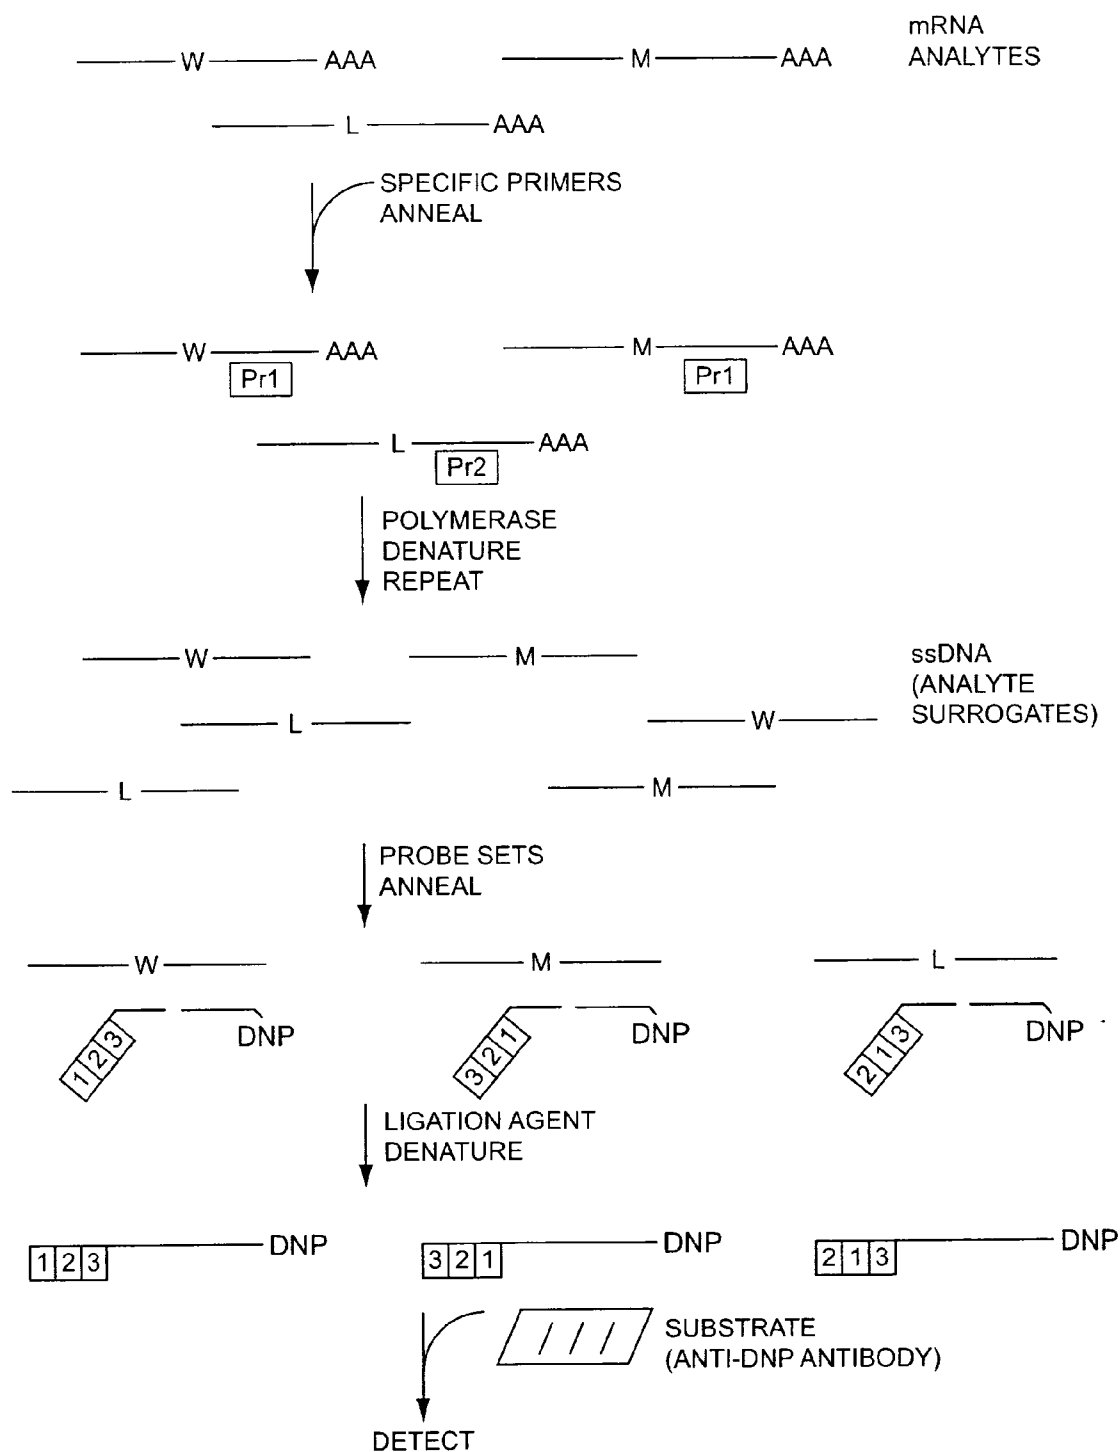 mRNA
ANALYTES
W AAA M AAA
L AAA
SPECIFIC PRIMERS
ANNEAL
W AAA M AAA
Pr1 Pr1
L AAA
Pr2
POLYMERASE
DENATURE
REPEAT
W M
ssDNA
(ANALYTE
SURROGATES)
L W
L M
PROBE SETS
ANNEAL
W M L
1 2 3 DNP 3 2 1 DNP 2 1 3 DNP
LIGATION AGENT
DENATURE
1 2 3 DNP 3 2 1 DNP 2 1 3 DNP
SUBSTRATE
(ANTI-DNP ANTIBODY)
DETECT